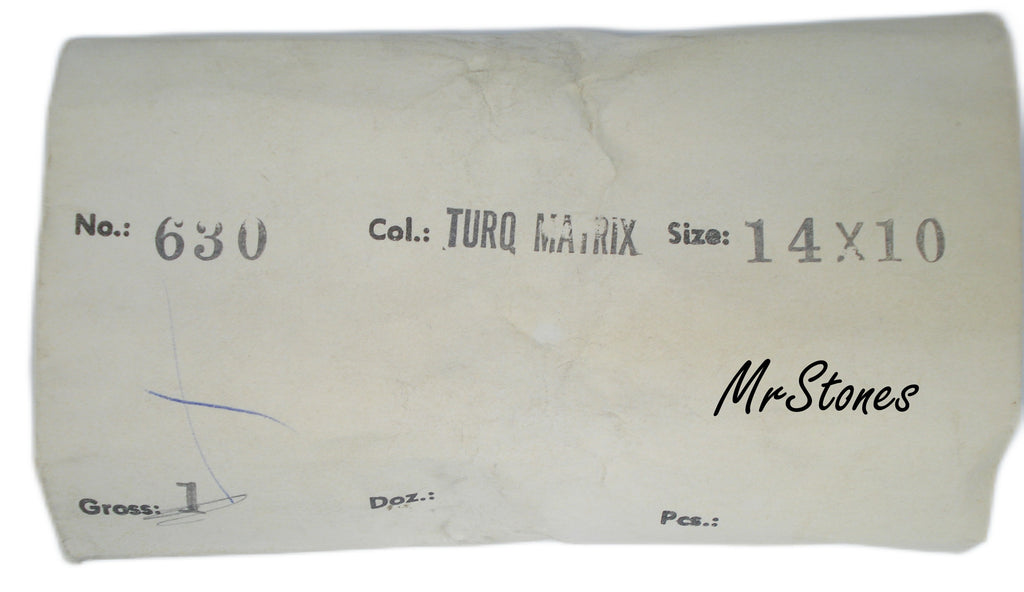 No.: 630 Col.: TURQ MATRIX Size: 14X10
MrStones
Gross: 1 Doz.: Pcs.: